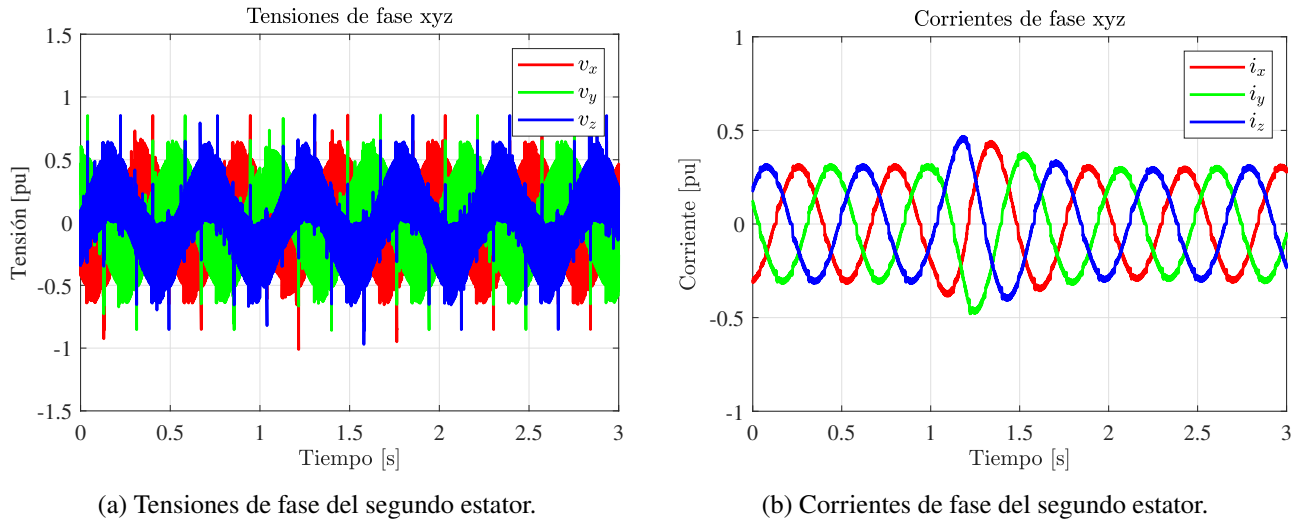 Tensiones de fase xyz
1.5
1
0.5
0
-0.5
-1
-1.5
Tensión [pu]
v_x
v_y
v_z
0 0.5 1 1.5 2 2.5 3
Tiempo [s]
(a) Tensiones de fase del segundo estator.
Corrientes de fase xyz
1
0.5
0
-0.5
-1
Corriente [pu]
i_x
i_y
i_z
0 0.5 1 1.5 2 2.5 3
Tiempo [s]
(b) Corrientes de fase del segundo estator.